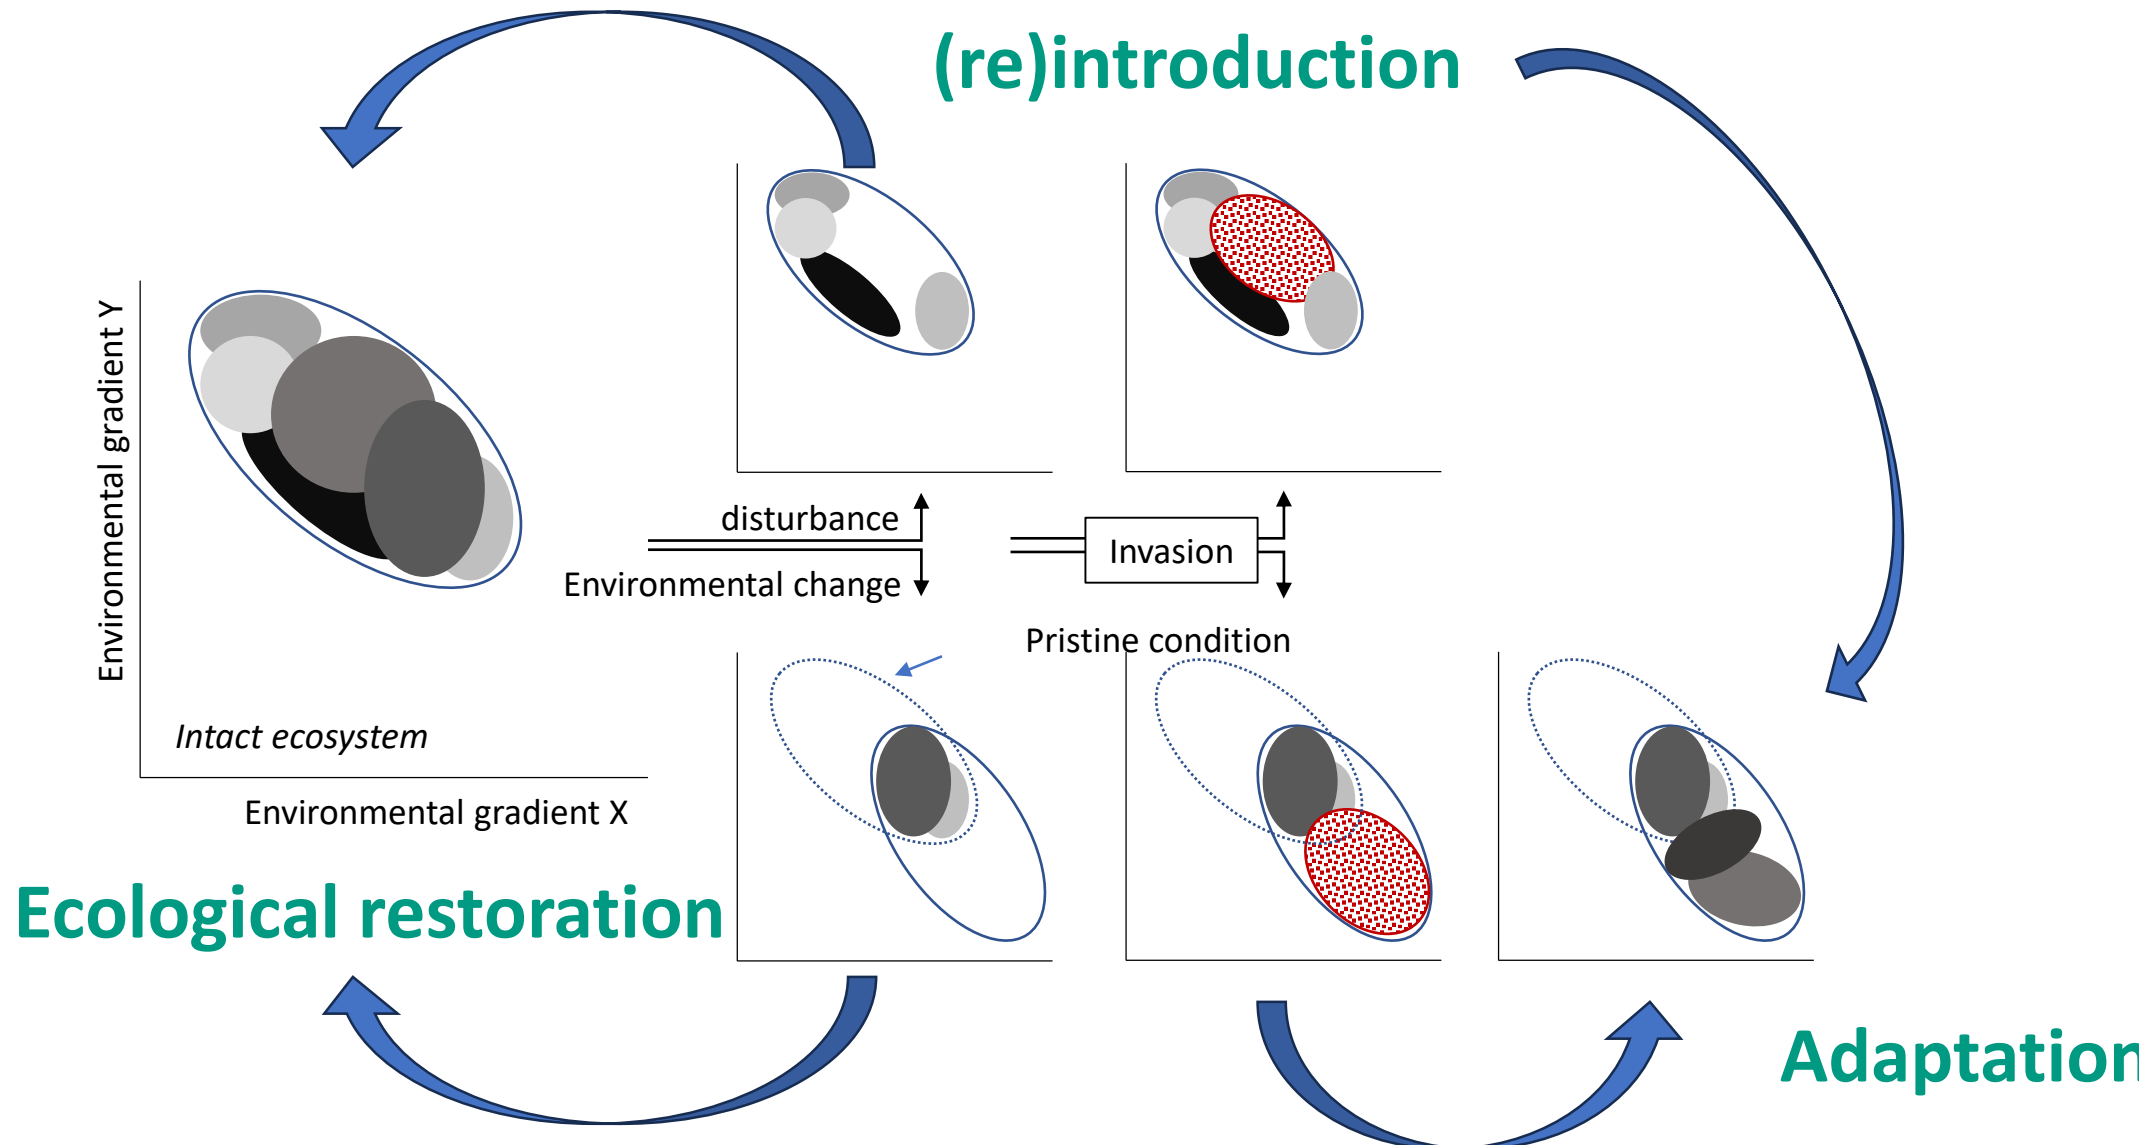 (re)introduction
Environmental gradient Y
disturbance
Environmental change
Invasion
Pristine condition
Intact ecosystem
Environmental gradient X
Ecological restoration
Adaptation